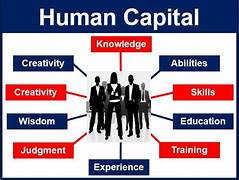 Human Capital
Knowledge
Creativity
Abilities
Creativity
Skills
Wisdom
Education
Judgment
Training
Experience